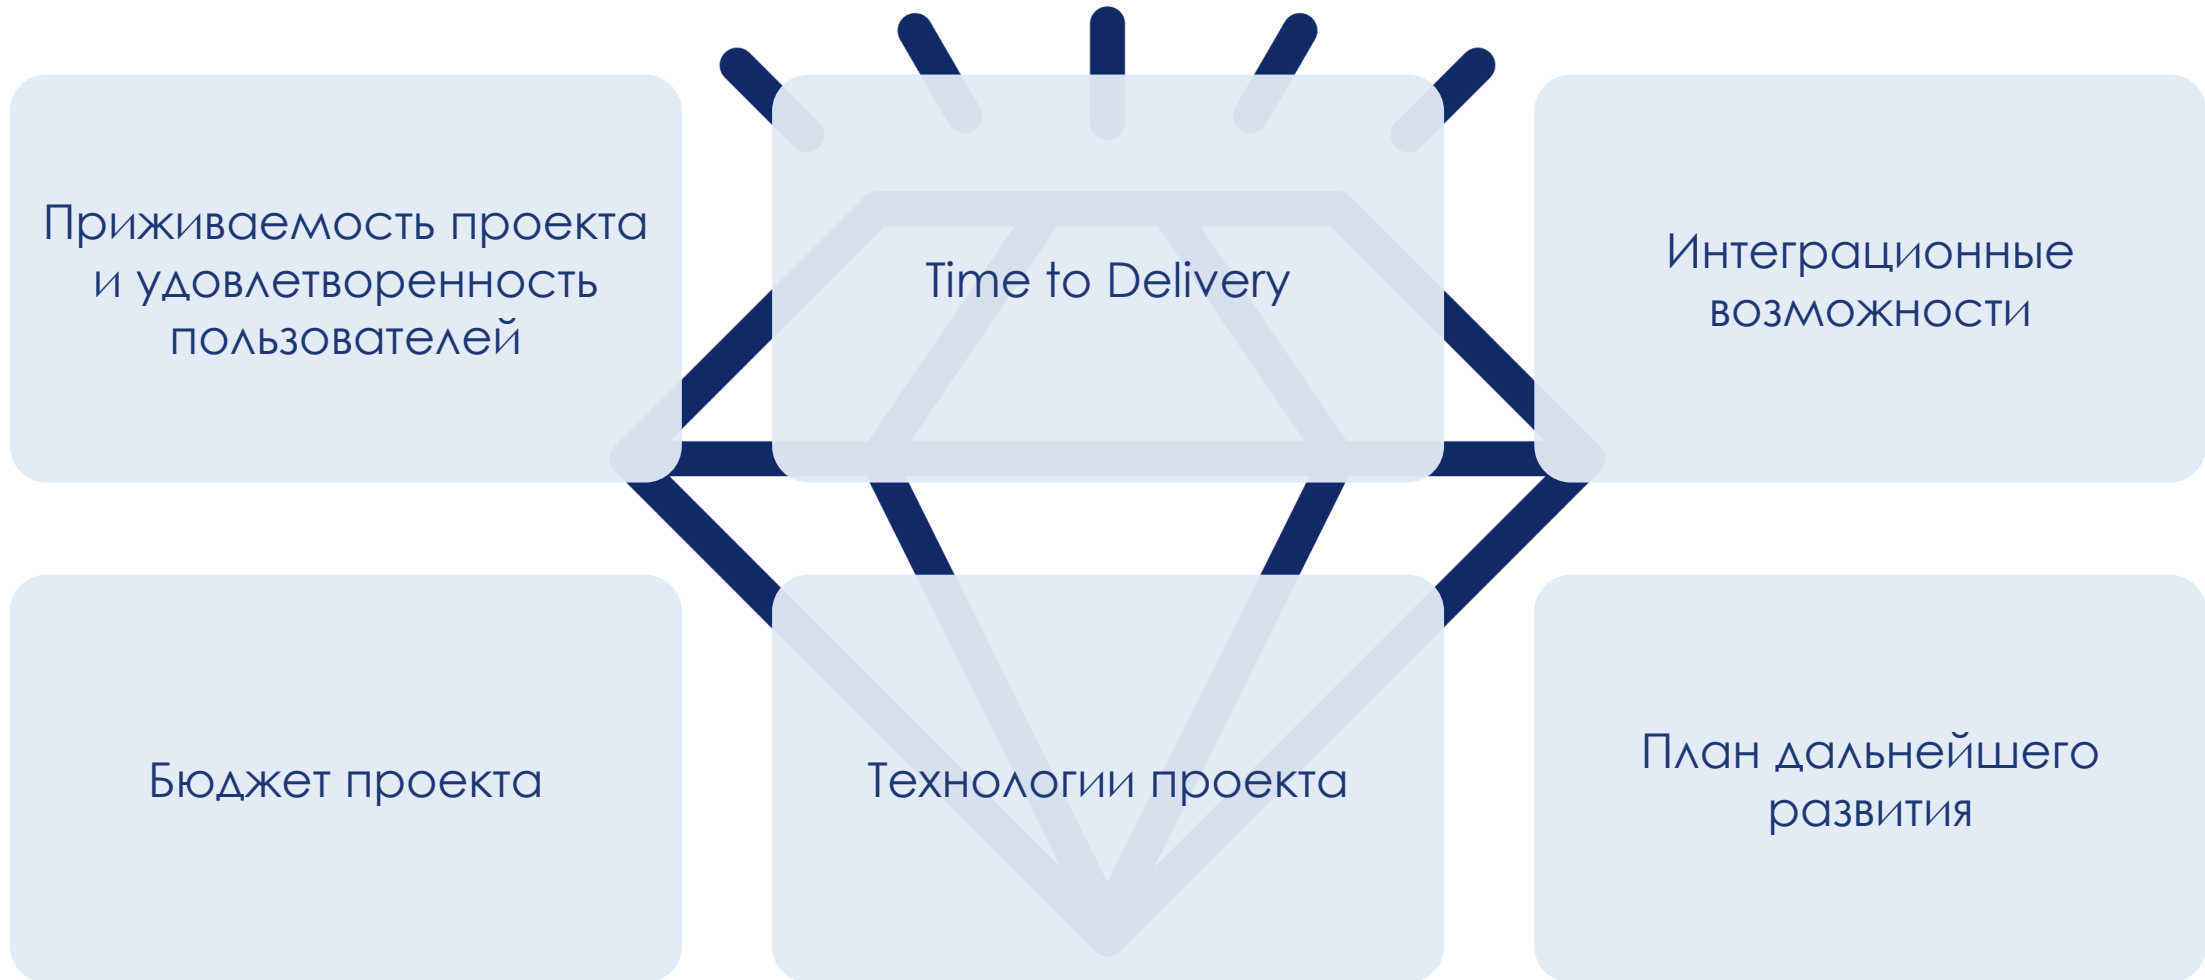 Приживаемость проекта
и удовлетворенность
пользователей
Time to Delivery
Интеграционные
возможности
Бюджет проекта
Технологии проекта
План дальнейшего
развития